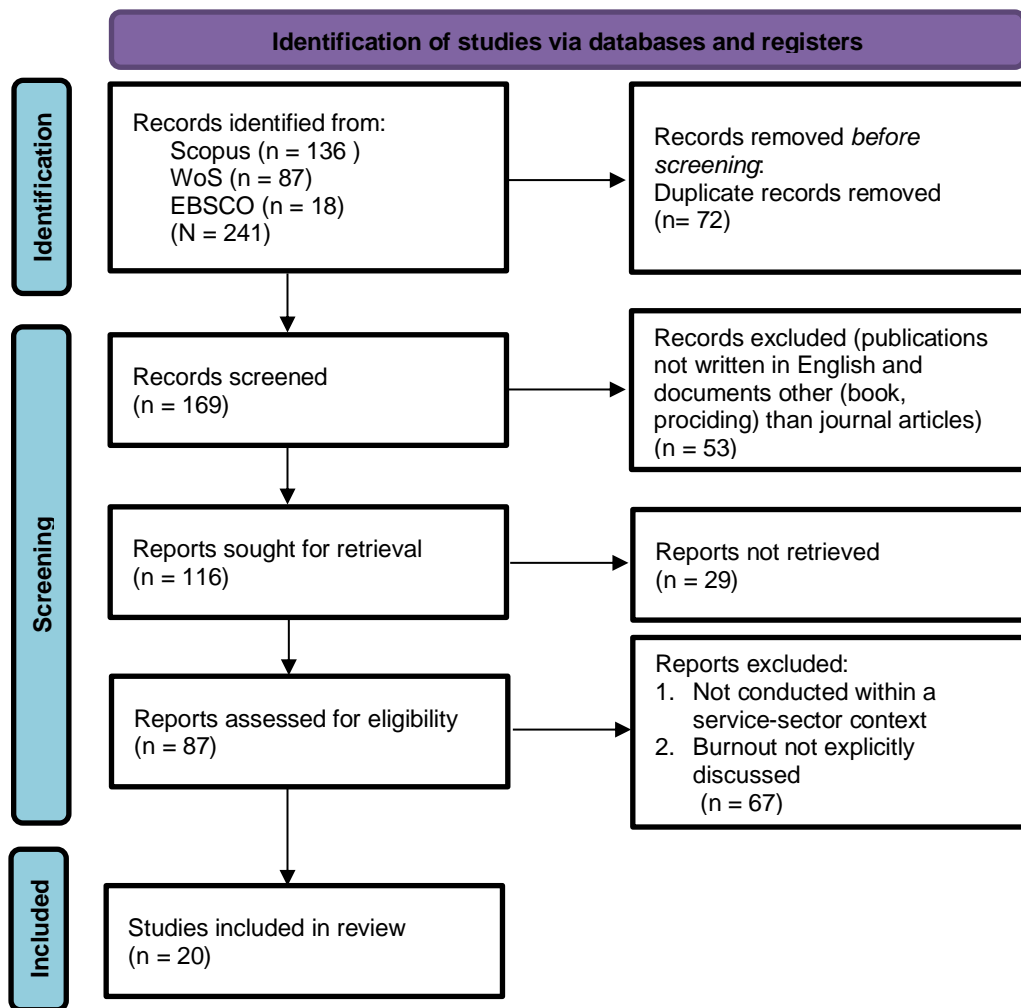 Identification of studies via databases and registers
Identification
Records identified from:
Scopus (n = 136 )
WoS (n = 87)
EBSCO (n = 18)
(N = 241)
Records removed before
screening:
Duplicate records removed
(n= 72)
Screening
Records screened
(n = 169)
Records excluded (publications
not written in English and
documents other (book,
prociding) than journal articles)
(n = 53)
Reports sought for retrieval
(n = 116)
Reports not retrieved
(n = 29)
Reports assessed for eligibility
(n = 87)
Reports excluded:
1. Not conducted within a
service-sector context
2. Burnout not explicitly
discussed
(n = 67)
Included
Studies included in review
(n = 20)